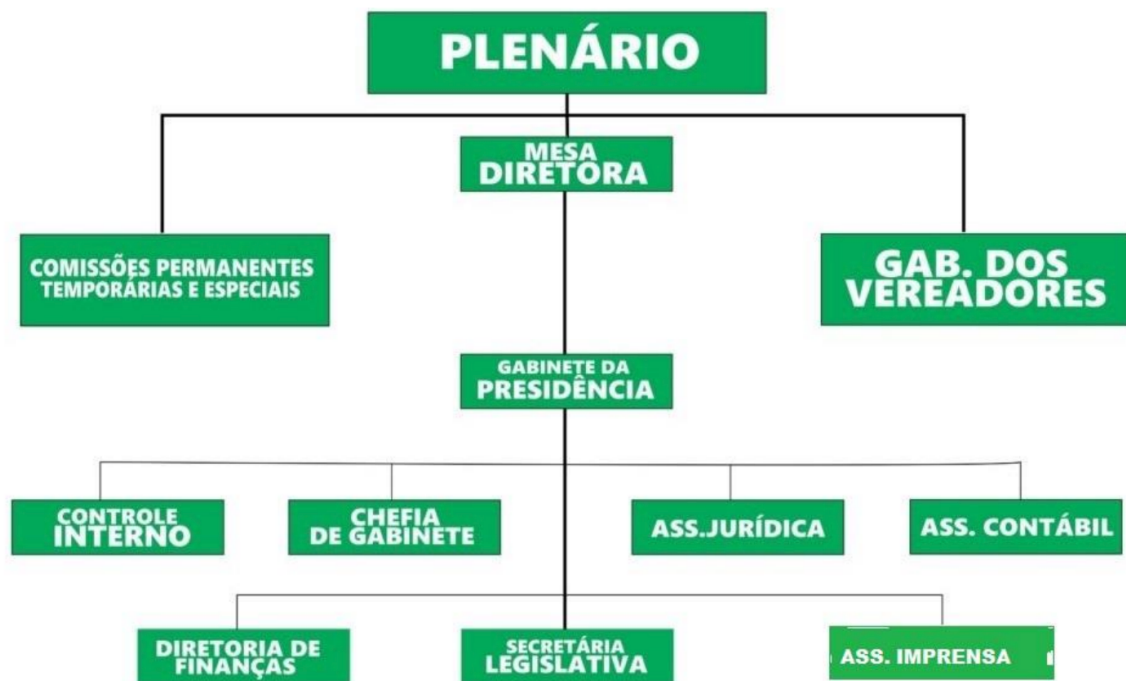 PLENÁRIO
MESA
DIRETORA
COMISSÕES PERMANENTES
TEMPORÁRIAS E ESPECIAIS
GAB. DOS
VEREADORES
GABINETE DA
PRESIDÊNCIA
CONTROLE
INTERNO
CHEFIA
DE GABINETE
ASS.JURÍDICA
ASS. CONTÁBIL
DIRETORIA DE
FINANÇAS
SECRETÁRIA
LEGISLATIVA
ASS. IMPRENSA